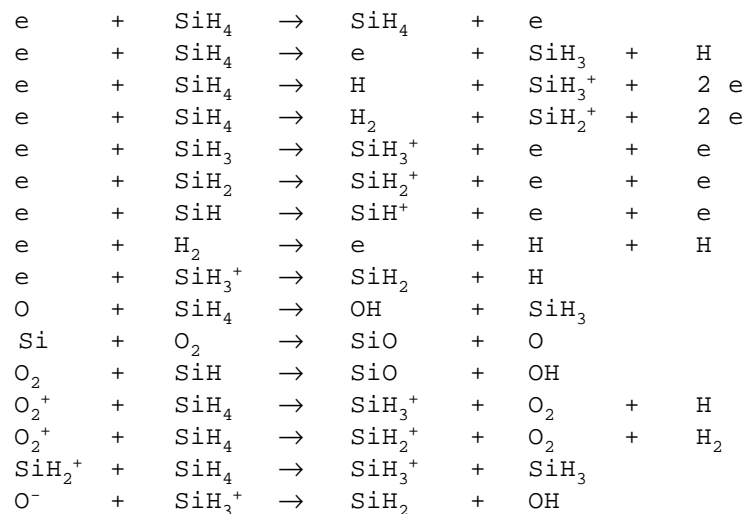 e + SiH₄ → SiH₄ + e
e + SiH₄ → e + SiH₃ + H
e + SiH₄ → H + SiH₃⁺ + 2 e
e + SiH₄ → H₂ + SiH₂⁺ + 2 e
e + SiH₃ → SiH₃⁺ + e + e
e + SiH₂ → SiH₂⁺ + e + e
e + SiH → SiH⁺ + e + e
e + H₂ → e + H + H
e + SiH₃⁺ → SiH₂ + H
O + SiH₄ → OH + SiH₃
Si + O₂ → SiO + O
O₂ + SiH → SiO + OH
O₂⁺ + SiH₄ → SiH₃⁺ + O₂ + H
O₂⁺ + SiH₄ → SiH₂⁺ + O₂ + H₂
SiH₂⁺ + SiH₄ → SiH₃⁺ + SiH₃
O⁻ + SiH₃⁺ → SiH₂ + OH